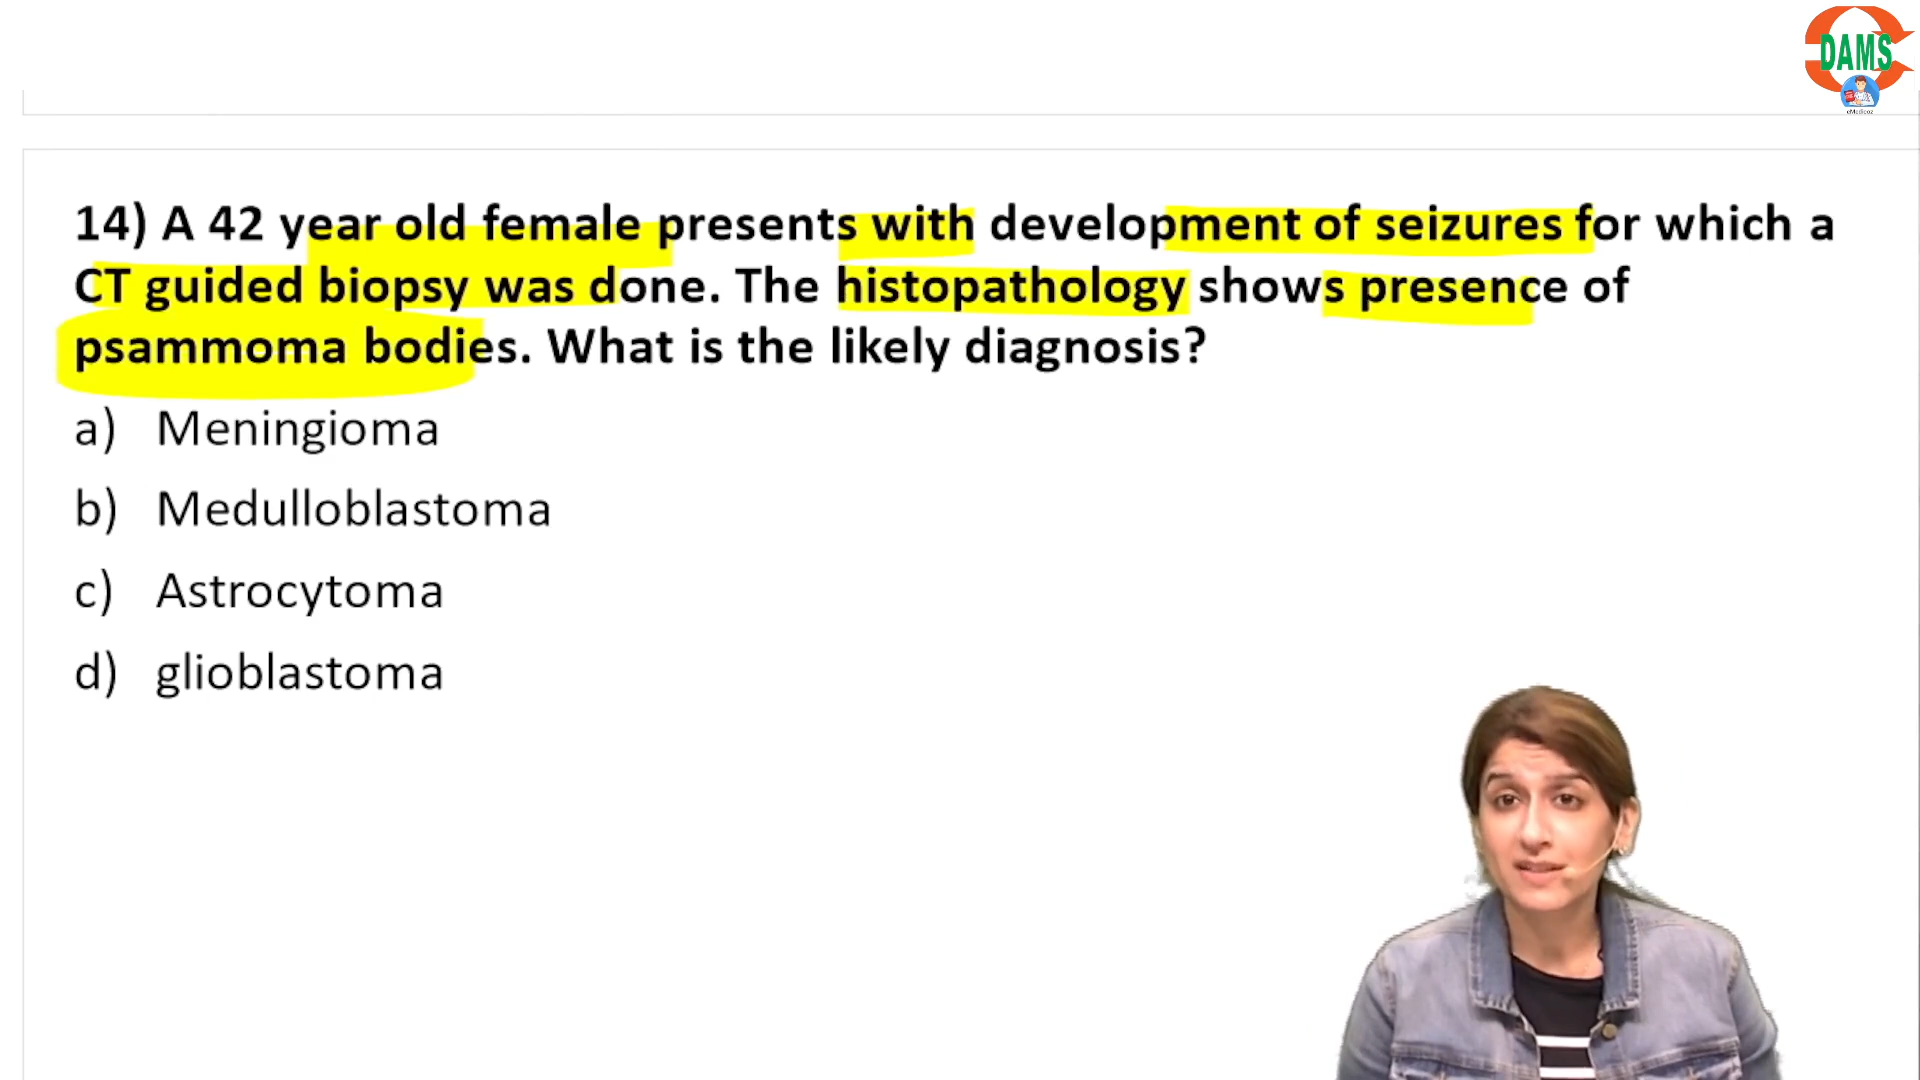 DAMS
eMedicoz
14) A 42 year old female presents with development of seizures for which a
CT guided biopsy was done. The histopathology shows presence of
psammoma bodies. What is the likely diagnosis?
a) Meningioma
b) Medulloblastoma
c) Astrocytoma
d) glioblastoma